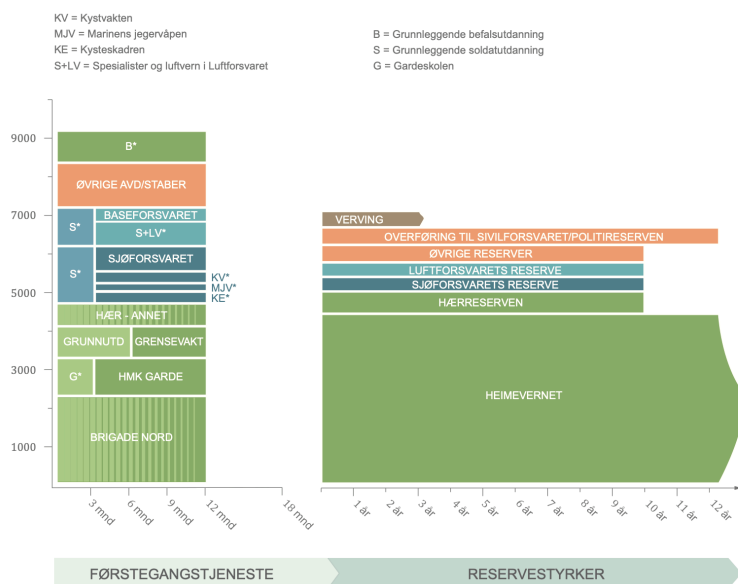 KV = Kystvakten
MJV = Marinens jegervåpen
KE = Kysteskadren
S+LV = Spesialister og luftvern i Luftforsvaret
B = Grunnleggende befalsutdanning
S = Grunnleggende soldatutdanning
G = Gardeskolen
9000
7000
5000
3000
1000
B*
ØVRIGE AVD/STABER
S*
BASEFORSVARET
S+LV*
S*
SJØFORSVARET
KV*
MJV*
KE*
HÆR - ANNET
GRUNNUTD
GRENSEVAKT
G*
HMK GARDE
BRIGADE NORD
3 mnd
6 mnd
9 mnd
12 mnd
18 mnd
VERVING
OVERFØRING TIL SIVILFORSVARET/POLITIRESERVEN
ØVRIGE RESERVER
LUFTFORSVARETS RESERVE
SJØFORSVARETS RESERVE
HÆRRESERVEN
HEIMEVERNET
1 år
2 år
3 år
4 år
5 år
6 år
7 år
8 år
9 år
10 år
11 år
12 år
FØRSTEGANGSTJENESTE
RESERVESTYRKER